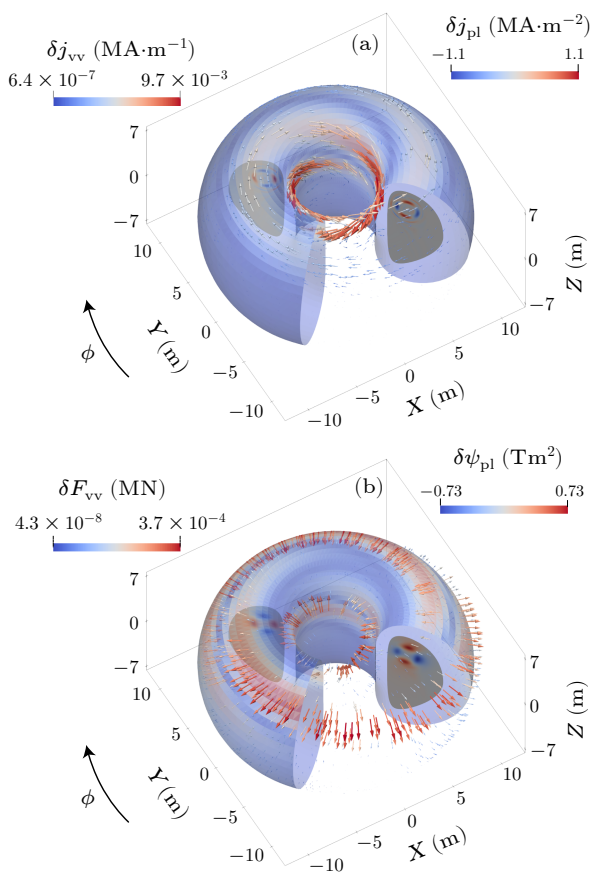 (a)
δj_vv (MA·m⁻¹)
6.4 × 10⁻⁷ 9.7 × 10⁻³
δj_pl (MA·m⁻²)
−1.1 1.1
7
0
−7
10
5
0
−5
−10
Y (m)
ϕ
−10
−5
0
5
10
X (m)
7
0
−7
Z (m)
(b)
δF_vv (MN)
4.3 × 10⁻⁸ 3.7 × 10⁻⁴
δψ_pl (Tm²)
−0.73 0.73
7
0
−7
10
5
0
−5
−10
Y (m)
ϕ
−10
−5
0
5
10
X (m)
7
0
−7
Z (m)